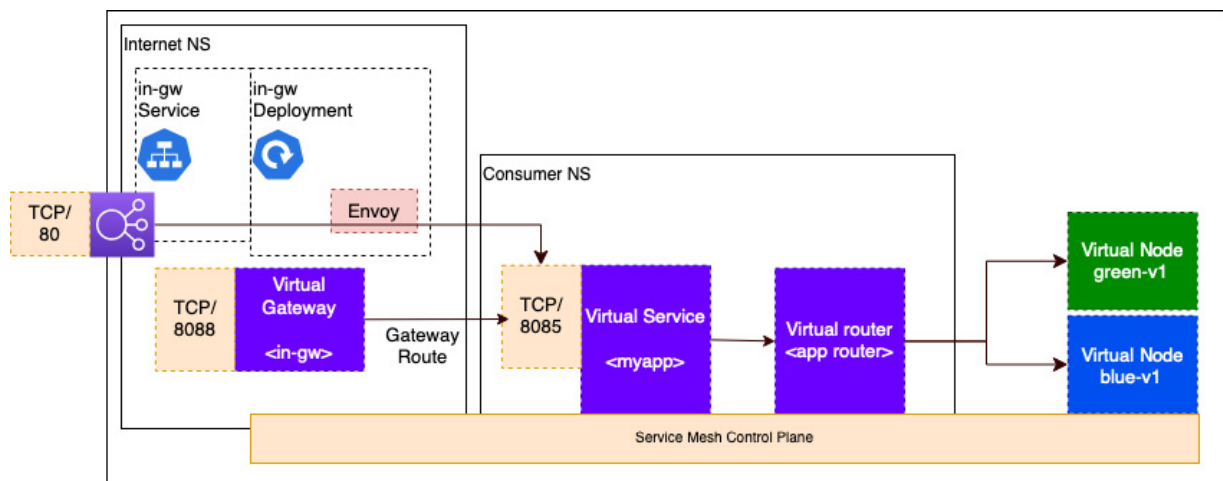 Internet NS
in-gw
Service
in-gw
Deployment
Consumer NS
TCP/
80
Envoy
TCP/
8088
Virtual
Gateway
<in-gw>
Gateway
Route
TCP/
8085
Virtual Service
<myapp>
Virtual router
<app router>
Virtual Node
green-v1
Virtual Node
blue-v1
Service Mesh Control Plane